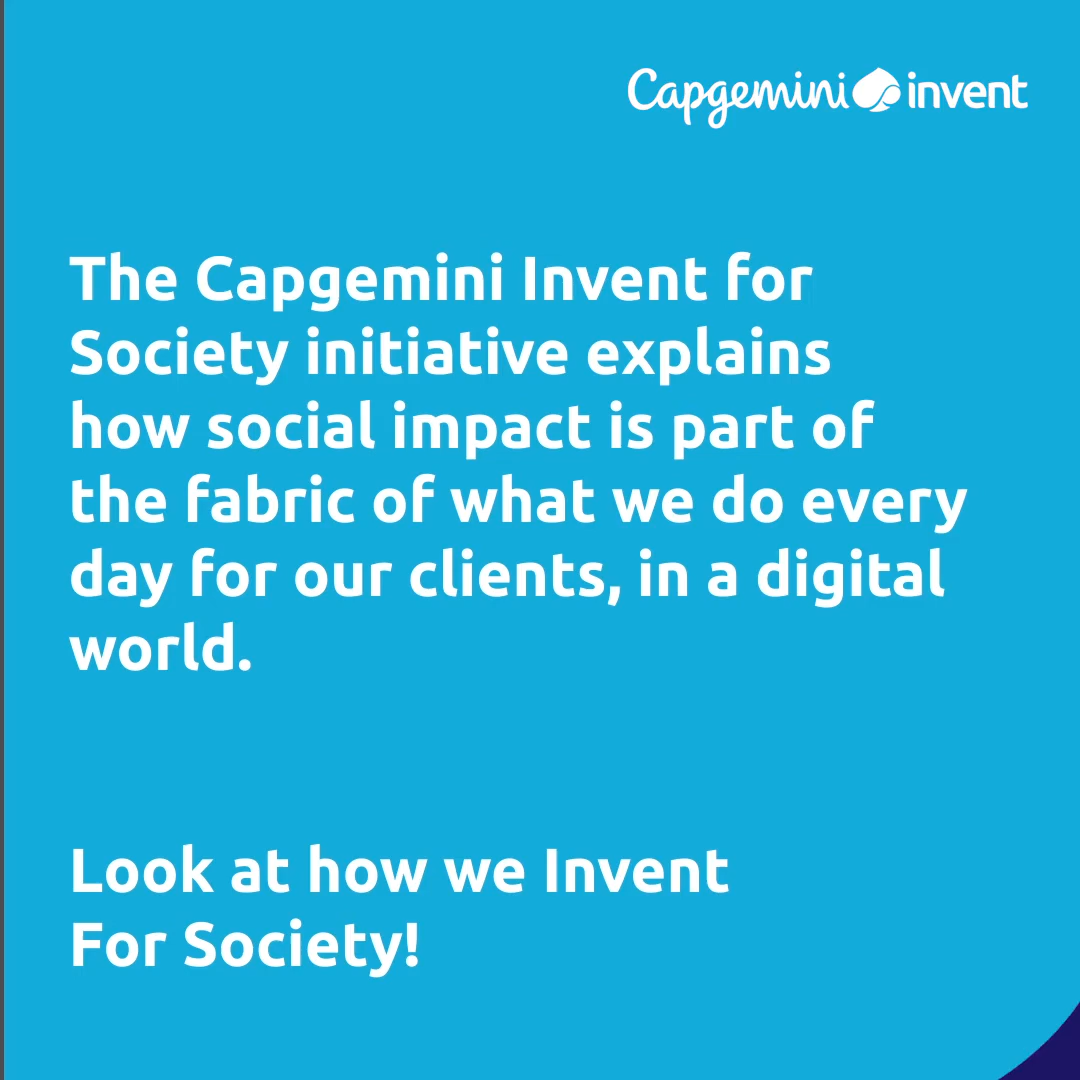 Capgemini invent
The Capgemini Invent for
Society initiative explains
how social impact is part of
the fabric of what we do every
day for our clients, in a digital
world.
Look at how we Invent
For Society!